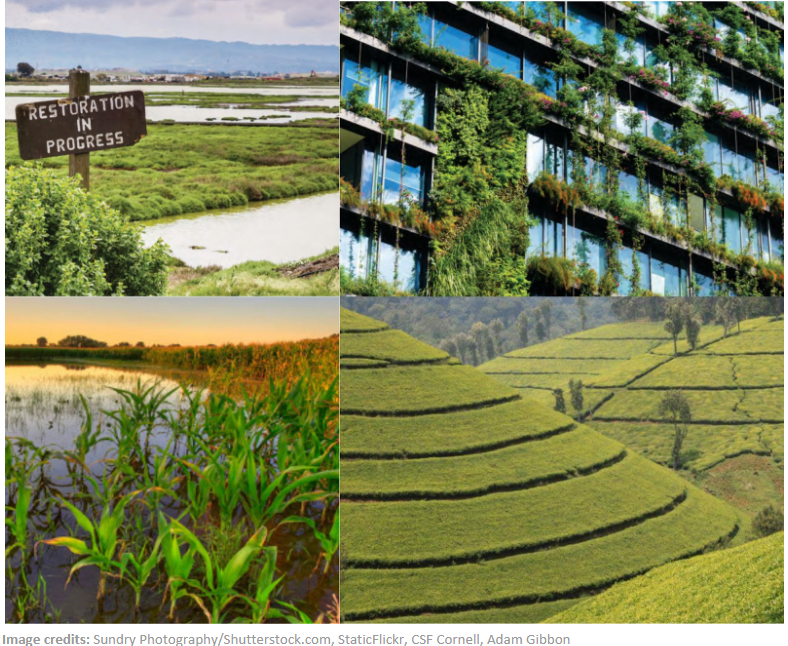 RESTORATION
IN
PROGRESS
Image credits: Sundry Photography/Shutterstock.com, StaticFlickr, CSF Cornell, Adam Gibbon